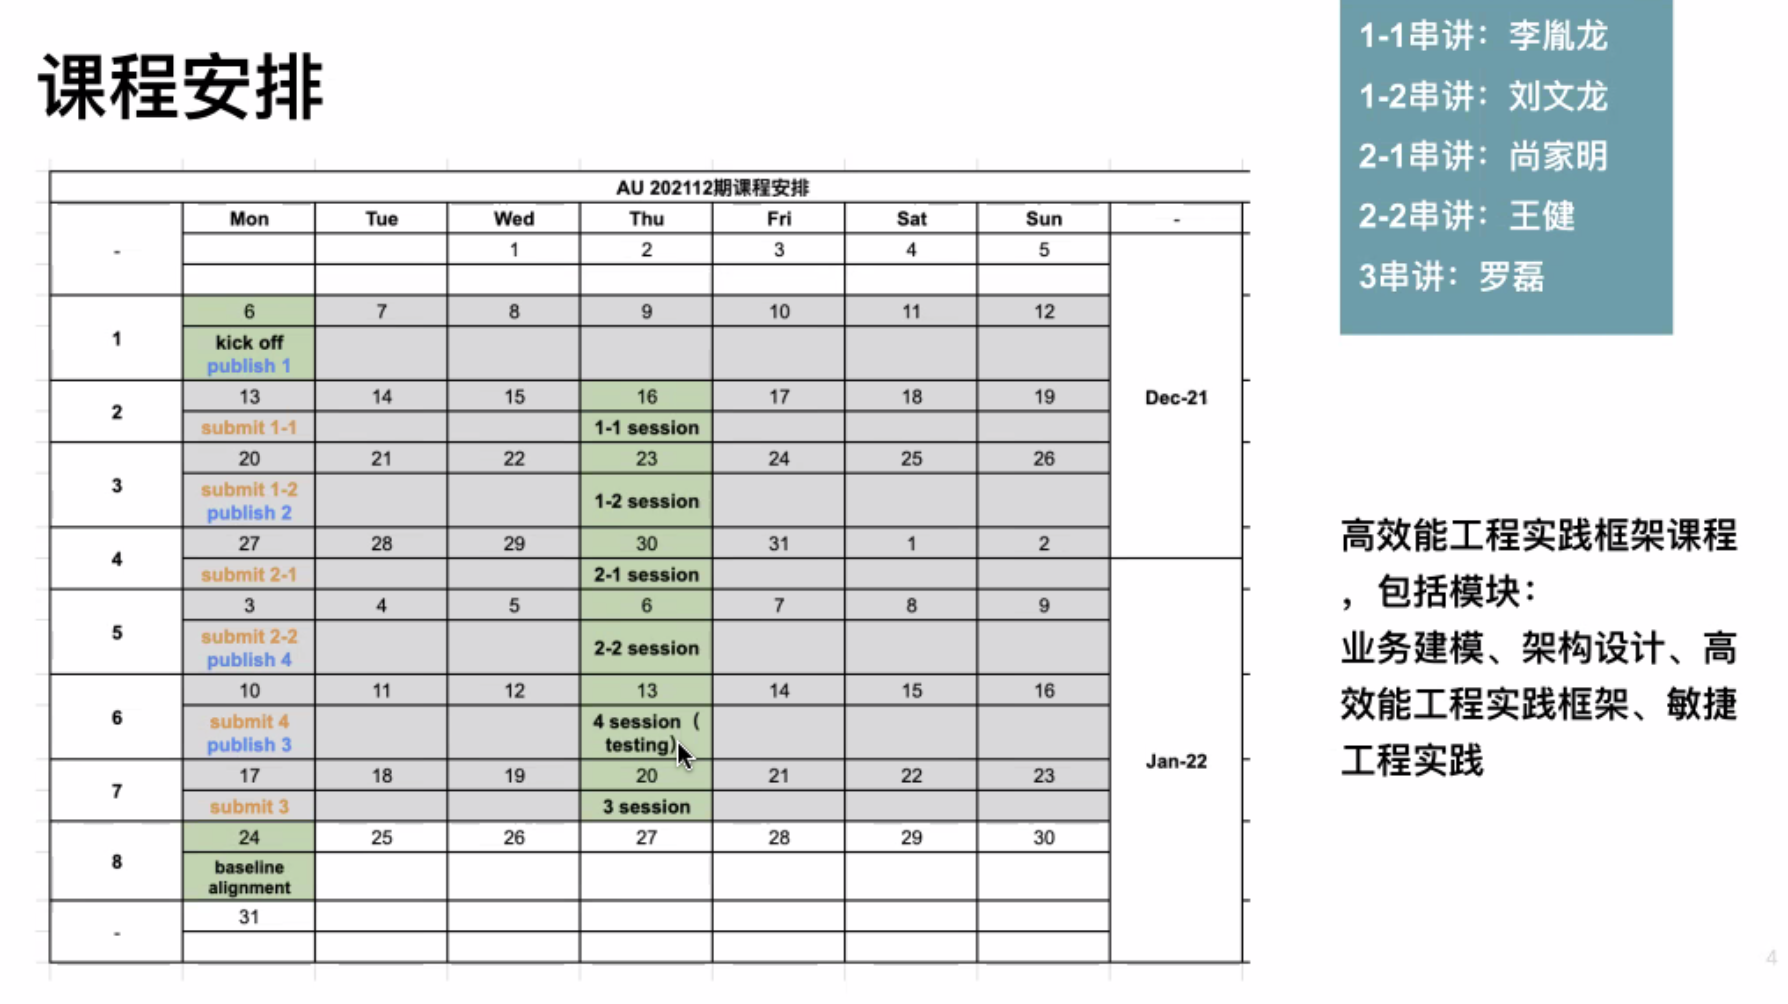 课程安排
1-1串讲：李胤龙
1-2串讲：刘文龙
2-1串讲：尚家明
2-2串讲：王健
3串讲：罗磊
AU 202112期课程安排
Mon Tue Wed Thu Fri Sat Sun -
- 1 2 3 4 5
6 7 8 9 10 11 12
1 kick off
publish 1
13 14 15 16 17 18 19
2 submit 1-1 1-1 session
Dec-21
20 21 22 23 24 25 26
3 submit 1-2 1-2 session
publish 2
27 28 29 30 31 1 2
4 submit 2-1 2-1 session
3 4 5 6 7 8 9
5 submit 2-2 2-2 session
publish 4
10 11 12 13 14 15 16
6 submit 4 4 session（
publish 3 testing）
Jan-22
17 18 19 20 21 22 23
7 submit 3 3 session
24 25 26 27 28 29 30
8 baseline
alignment
31
-
高效能工程实践框架课程
，包括模块：
业务建模、架构设计、高
效能工程实践框架、敏捷
工程实践
4